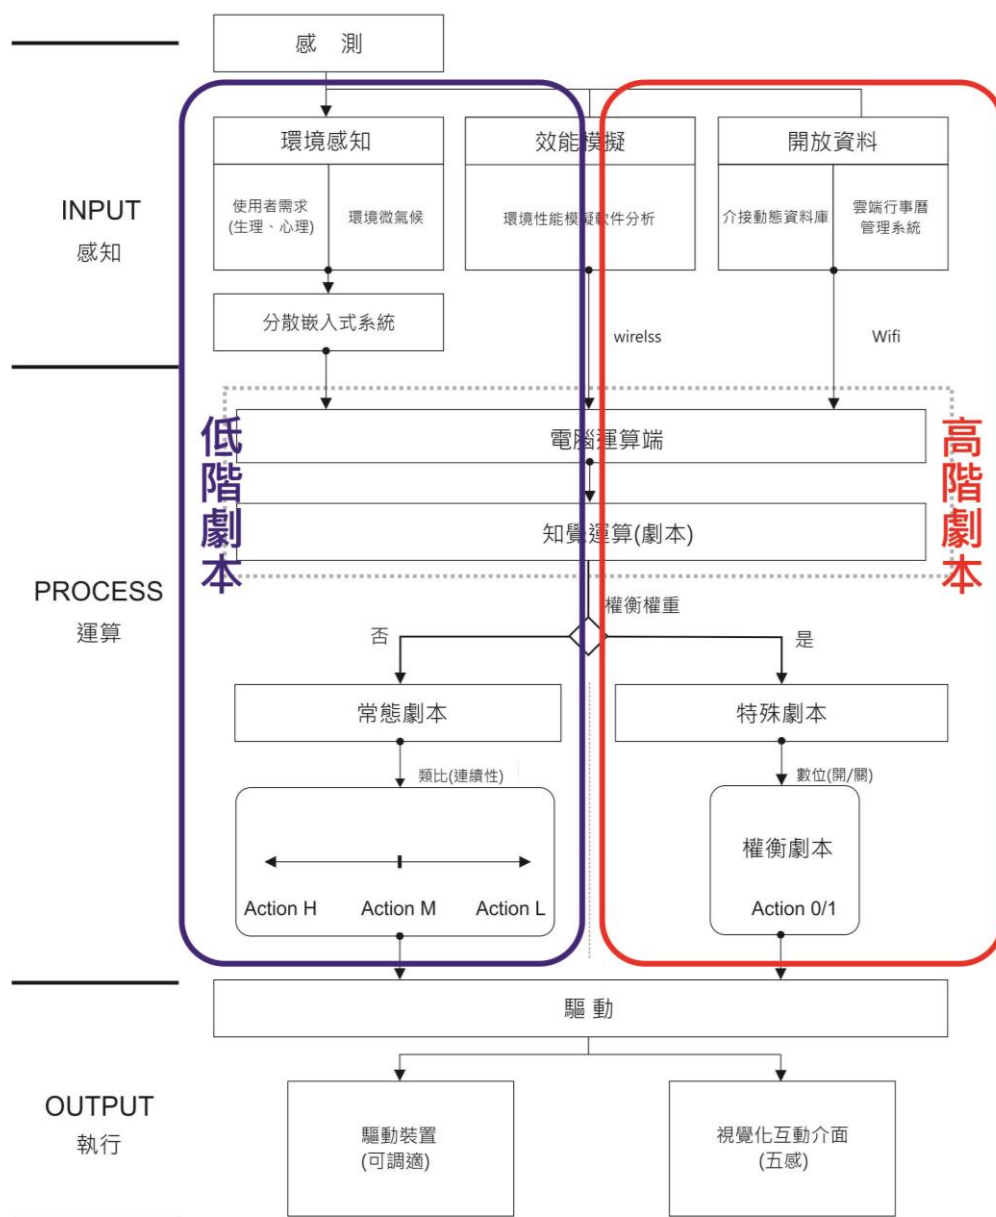 感 測
INPUT
感知
環境感知
使用者需求
(生理、心理)
環境微氣候
效能模擬
環境性能模擬軟件分析
開放資料
介接動態資料庫
雲端行事曆
管理系統
分散嵌入式系統
wirelss
Wifi
低階劇本
高階劇本
PROCESS
運算
電腦運算端
知覺運算(劇本)
權衡權重
否
是
常態劇本
特殊劇本
類比(連續性)
數位(開/關)
Action H
Action M
Action L
權衡劇本
Action 0/1
OUTPUT
執行
驅 動
驅動裝置
(可調適)
視覺化互動介面
(五感)